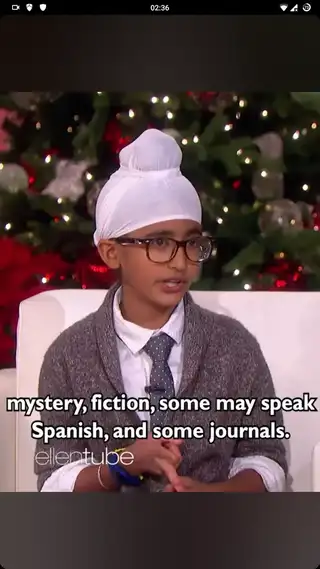 02:36
mystery, fiction, some may speak
Spanish, and some journals.
ellentube